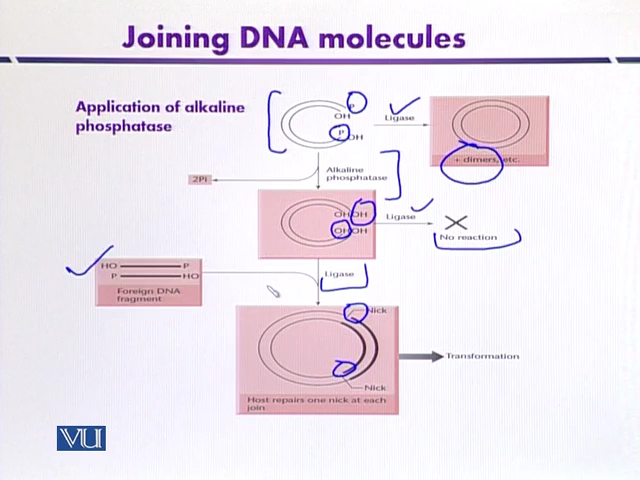 Joining DNA molecules
Application of alkaline
phosphatase
P
OH
P OH
Ligase
+ dimers, etc.
2Pi
Alkaline
phosphatase
OH OH
OH OH
Ligase
No reaction
HO P
P HO
Foreign DNA
fragment
Ligase
Nick
Nick
Transformation
Host repairs one nick at each
join
VU